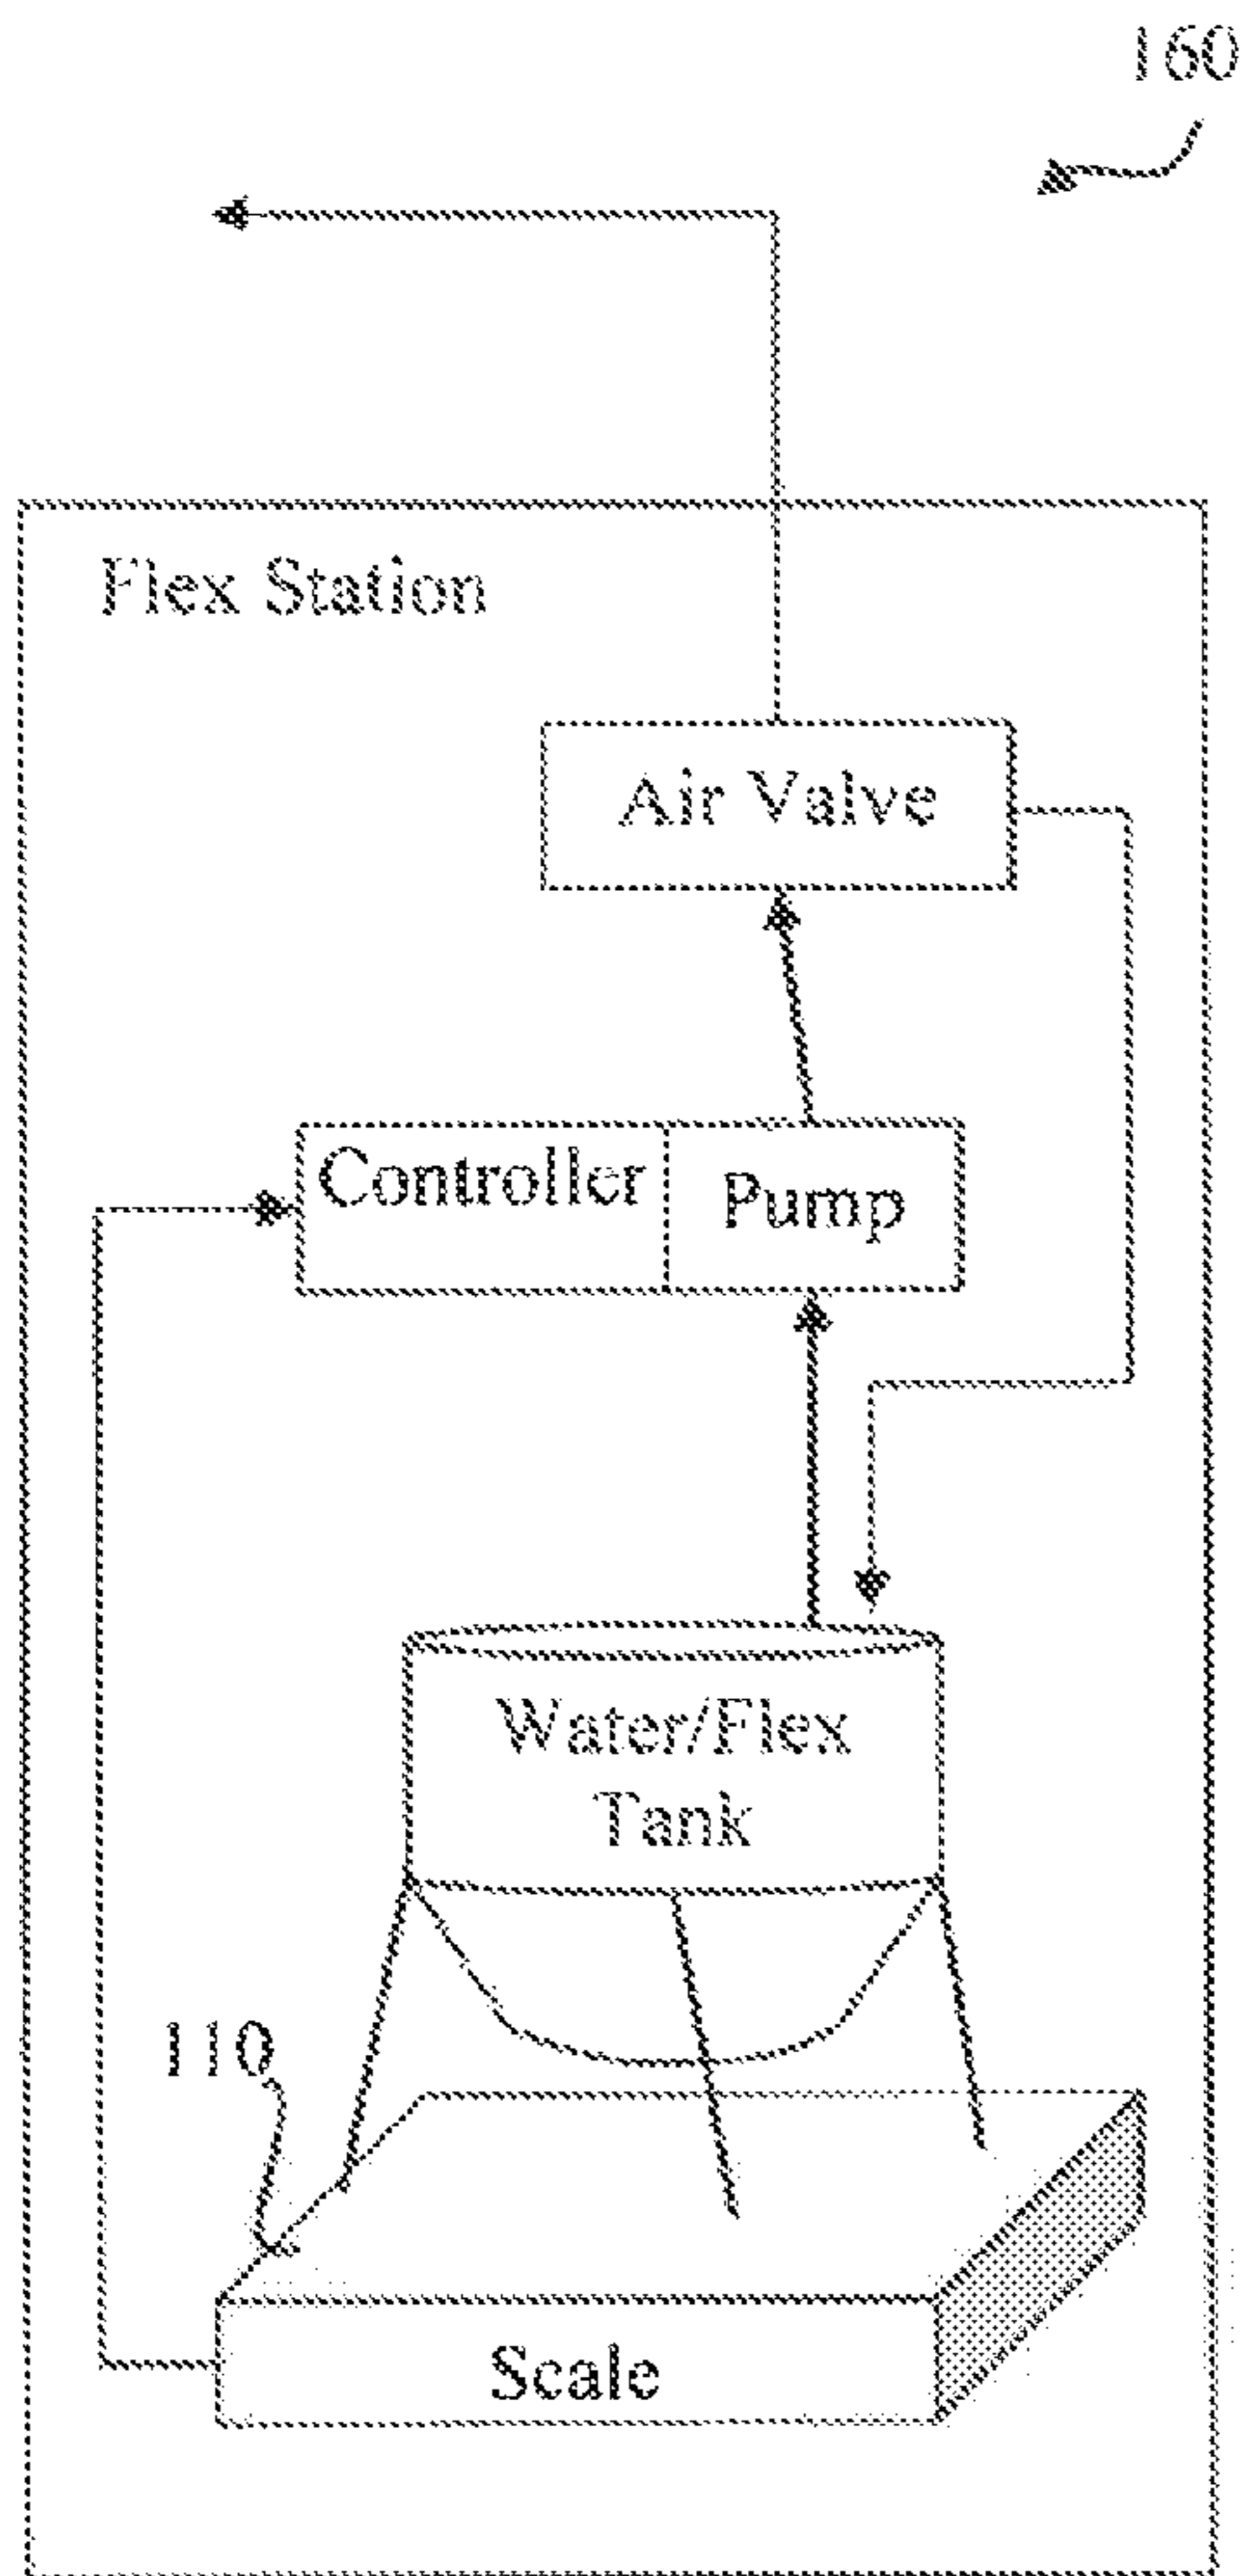 160
Flex Station
Air Valve
Controller
Pump
Water/Flex
Tank
110
Scale